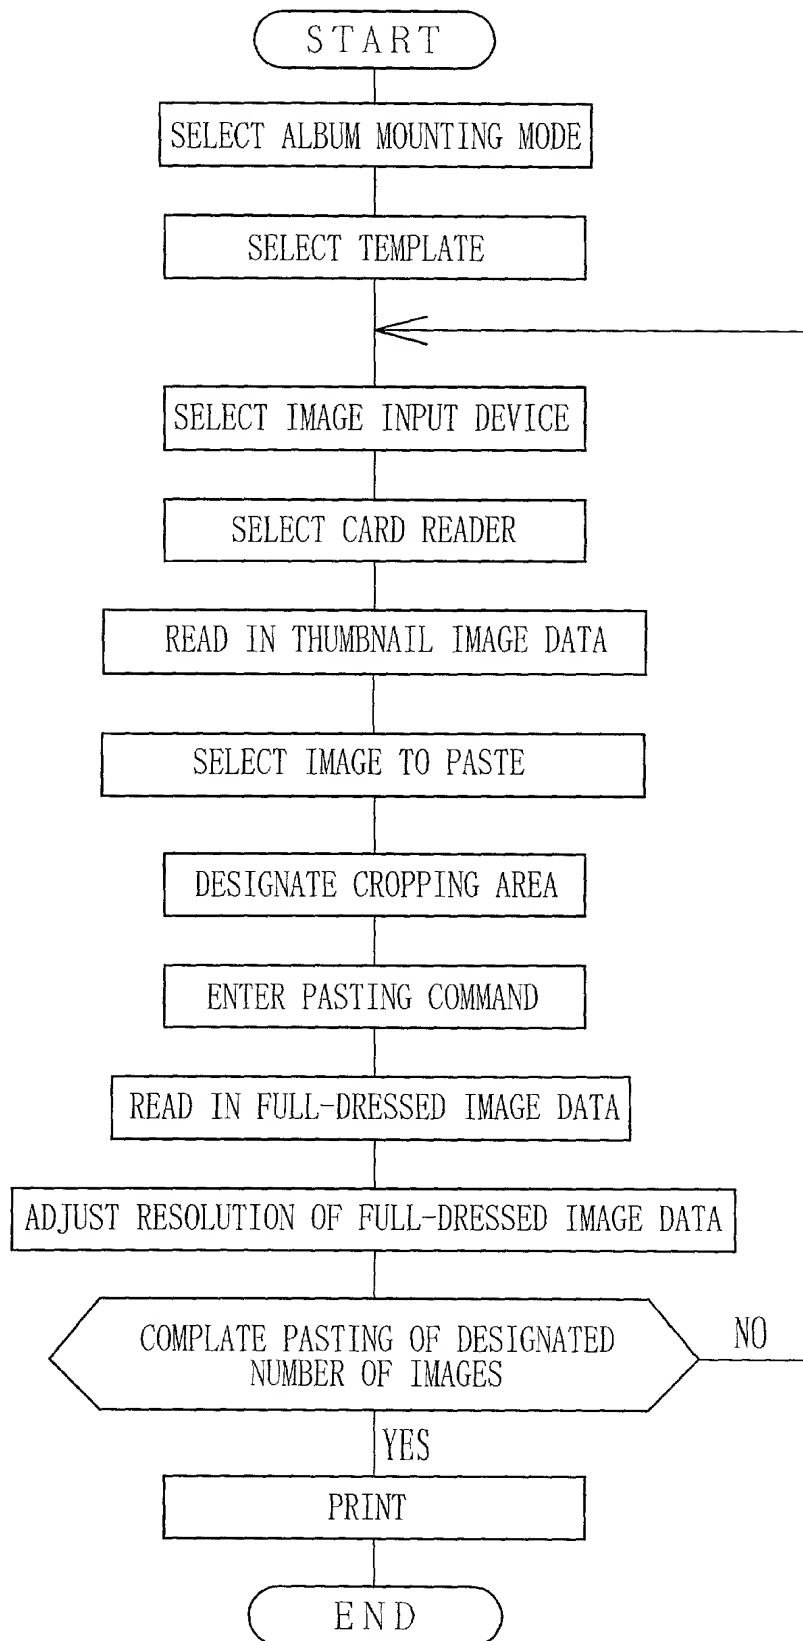 START
SELECT ALBUM MOUNTING MODE
SELECT TEMPLATE
SELECT IMAGE INPUT DEVICE
SELECT CARD READER
READ IN THUMBNAIL IMAGE DATA
SELECT IMAGE TO PASTE
DESIGNATE CROPPING AREA
ENTER PASTING COMMAND
READ IN FULL-DRESSED IMAGE DATA
ADJUST RESOLUTION OF FULL-DRESSED IMAGE DATA
COMPLATE PASTING OF DESIGNATED
NUMBER OF IMAGES
NO
YES
PRINT
END